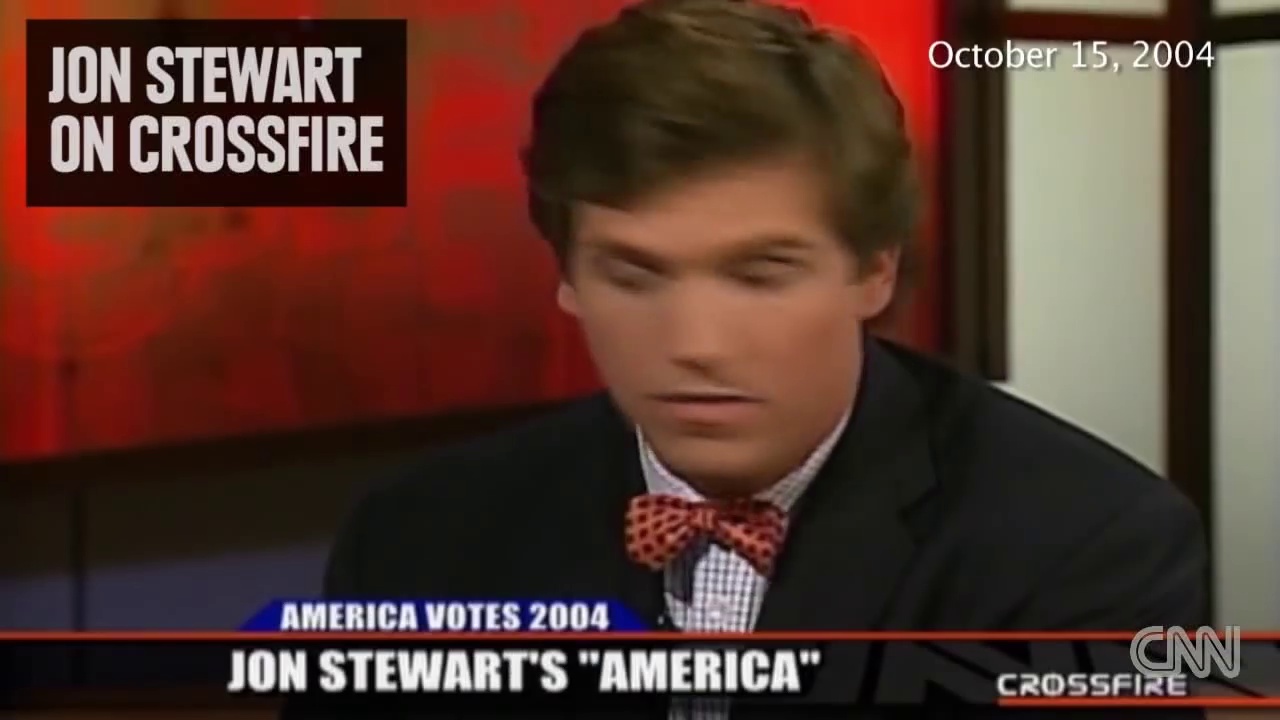 JON STEWART
ON CROSSFIRE
October 15, 2004
AMERICA VOTES 2004
JON STEWART'S "AMERICA"
CNN
CROSSFIRE